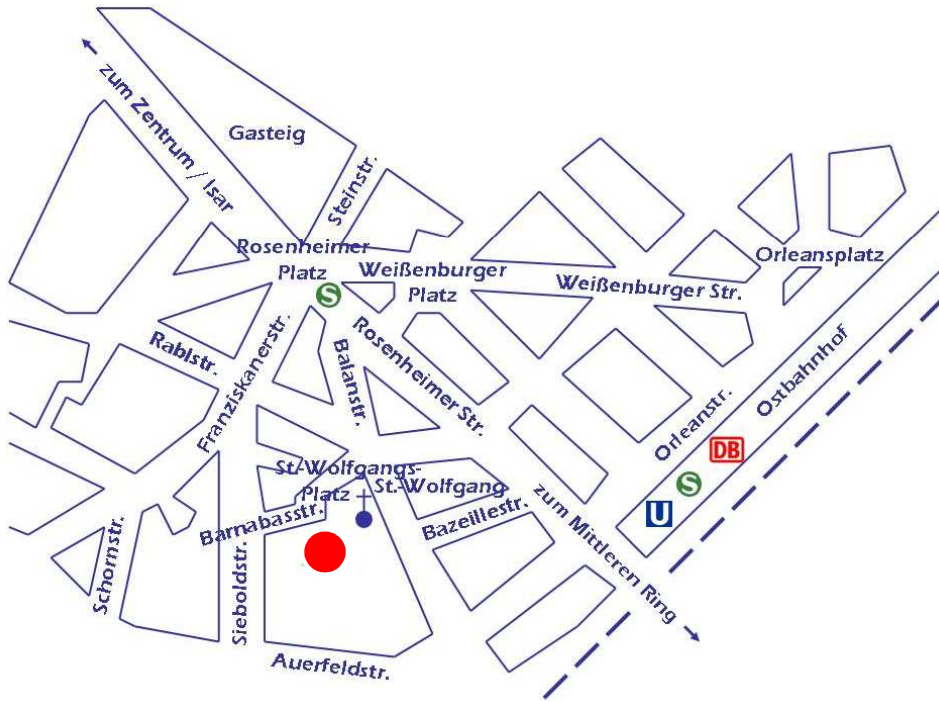 zum Zentrum / Isar
Gasteig
Steinstr.
Rosenheimer
Platz
S
Weißenburger
Platz
Weißenburger Str.
Orleansplatz
Rablstr.
Franziskanerstr.
Balanstr.
Rosenheimer Str.
Orleanstr.
Ostbahnhof
DB
S
U
St.-Wolfgangs-
Platz
St.-Wolfgang
Barnabasstr.
Bazeillestr.
zum Mittleren Ring
Schornstr.
Sieboldstr.
Auerfeldstr.